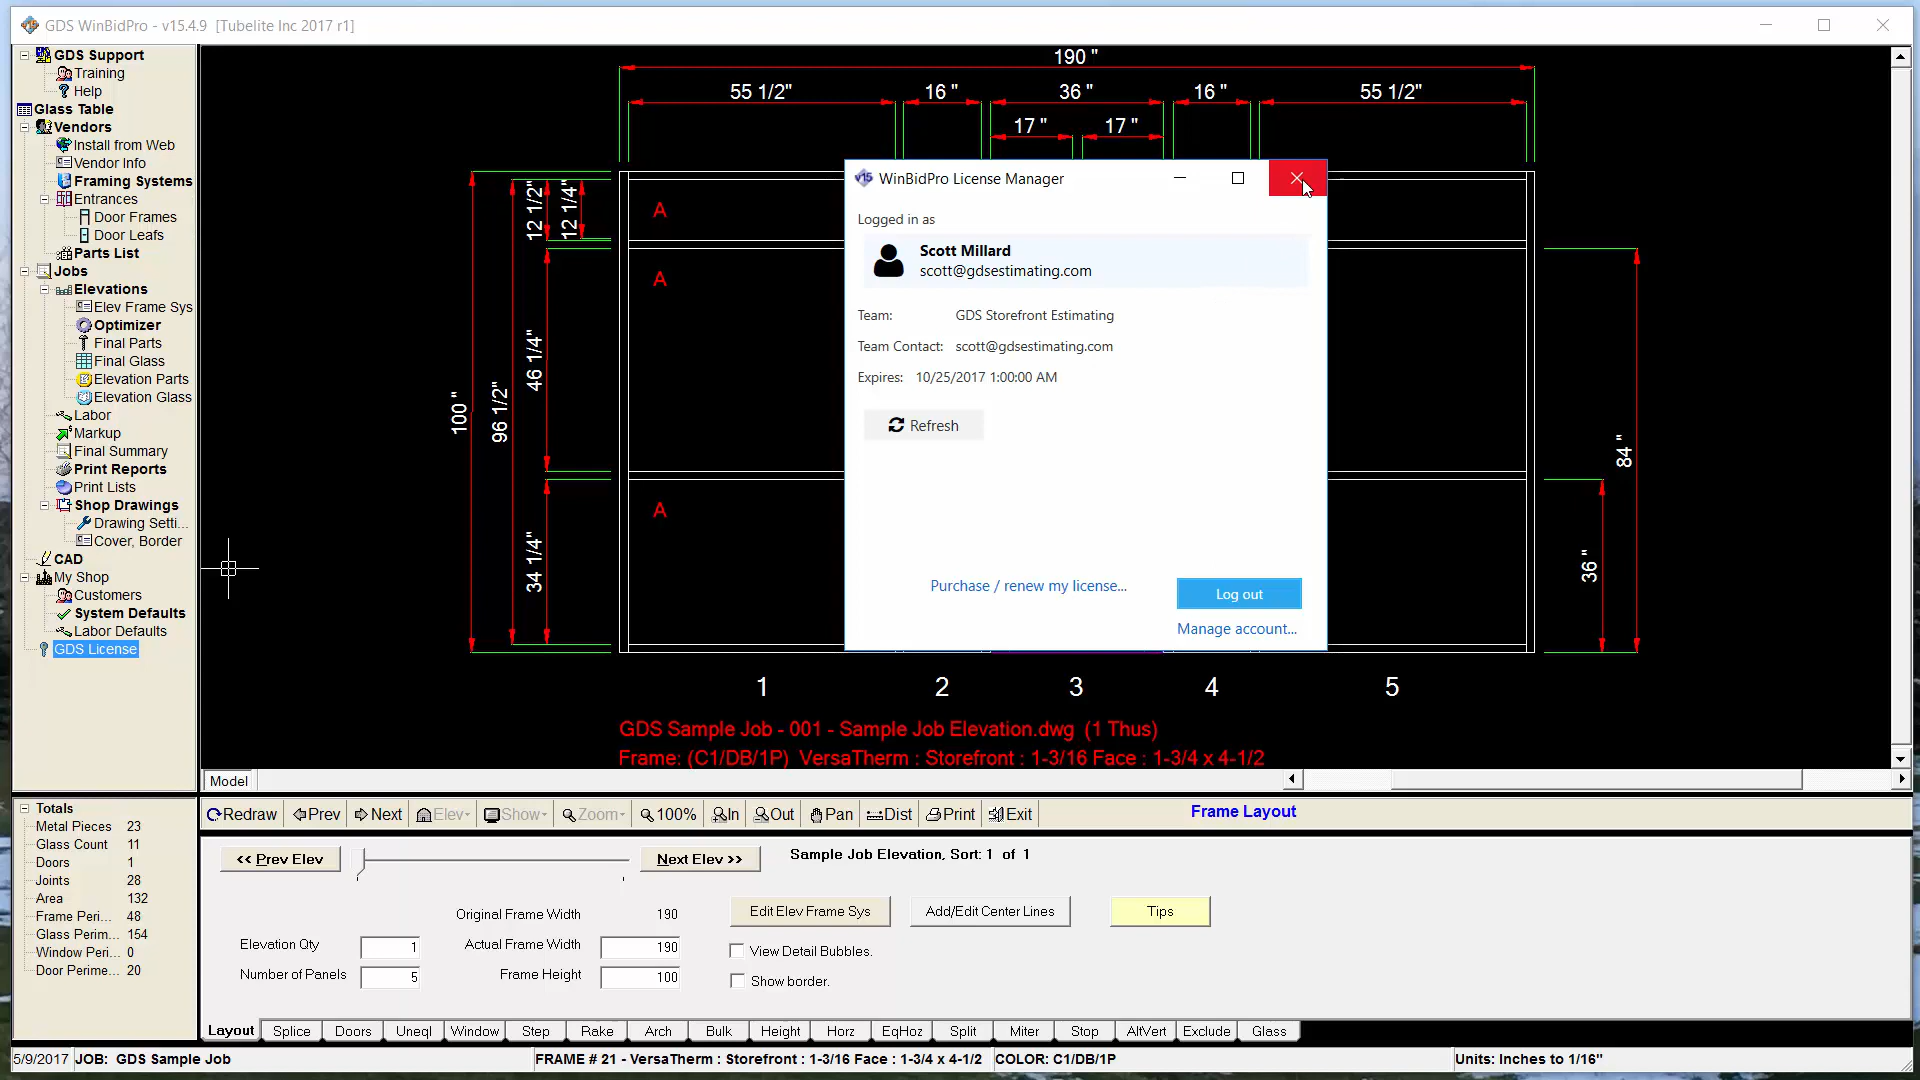 GDS WinBidPro - v15.4.9  [Tubelite Inc 2017 r1]
GDS Support
Training
Help
Glass Table
Vendors
Install from Web
Vendor Info
Framing Systems
Entrances
Door Frames
Door Leafs
Parts List
Jobs
Elevations
Elev Frame Sys
Optimizer
Final Parts
Final Glass
Elevation Parts
Elevation Glass
Labor
Markup
Final Summary
Print Reports
Print Lists
Shop Drawings
Drawing Setti...
Cover, Border
CAD
My Shop
Customers
System Defaults
Labor Defaults
GDS License
190 "
55 1/2" 16 " 36 " 16 " 55 1/2"
17 " 17 "
12 1/2" 12 1/4"
46 1/4"
100 " 96 1/2"
34 1/4"
A
A
A
84 "
36 "
v15 WinBidPro License Manager
Logged in as
Scott Millard
scott@gdsestimating.com
Team: GDS Storefront Estimating
Team Contact: scott@gdsestimating.com
Expires: 10/25/2017 1:00:00 AM
Refresh
Purchase / renew my license...
Log out
Manage account...
1 2 3 4 5
GDS Sample Job - 001 - Sample Job Elevation.dwg  (1 Thus)
Frame: (C1/DB/1P)  VersaTherm : Storefront : 1-3/16 Face : 1-3/4 x 4-1/2
Model
Totals
Metal Pieces 23
Glass Count 11
Doors 1
Joints 28
Area 132
Frame Peri... 48
Glass Perim... 154
Window Peri... 0
Door Perime... 20
Redraw Prev Next Elev Show Zoom 100% In Out Pan Dist Print Exit Frame Layout
<< Prev Elev Next Elev >> Sample Job Elevation, Sort: 1 of 1
Original Frame Width 190 Edit Elev Frame Sys Add/Edit Center Lines Tips
Elevation Qty 1 Actual Frame Width 190 View Detail Bubbles.
Number of Panels 5 Frame Height 100 Show border.
Layout Splice Doors Uneql Window Step Rake Arch Bulk Height Horz EqHoz Split Miter Stop AltVert Exclude Glass
5/9/2017 JOB: GDS Sample Job FRAME # 21 - VersaTherm : Storefront : 1-3/16 Face : 1-3/4 x 4-1/2 COLOR: C1/DB/1P Units: Inches to 1/16"